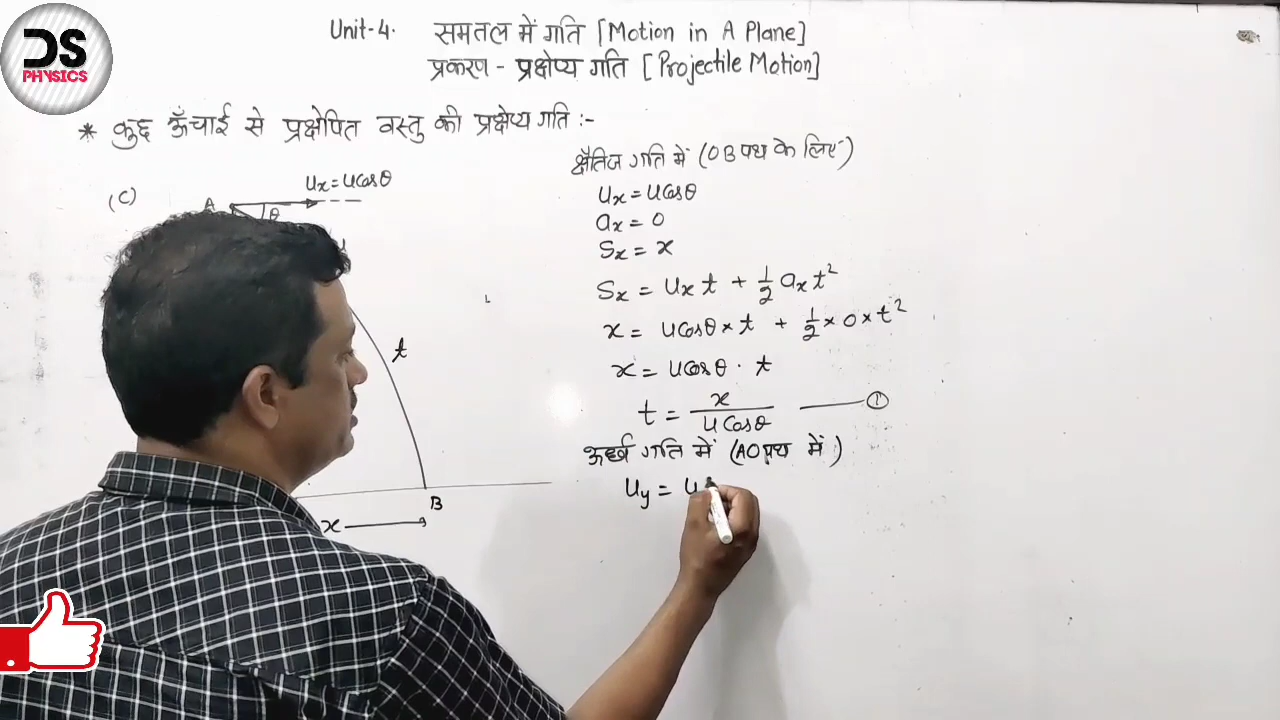 DS
PHYSICS
Unit-4. समतल में गति [Motion in A Plane]
प्रकरण - प्रक्षेप्य गति [Projectile Motion]
* कुछ ऊँचाई से प्रक्षेपित वस्तु की प्रक्षेप्य गति :-
(C)
Ux = UCosθ
A
θ
t
B
x
क्षैतिज गति में (OB पथ के लिए)
Ux = UCosθ
ax = 0
Sx = x
Sx = Ux t + 1/2 ax t²
x = UCosθ × t + 1/2 × 0 × t²
x = UCosθ · t
t = x / UCosθ —— ①
ऊर्ध्व गति में (AO पथ में)
Uy = U